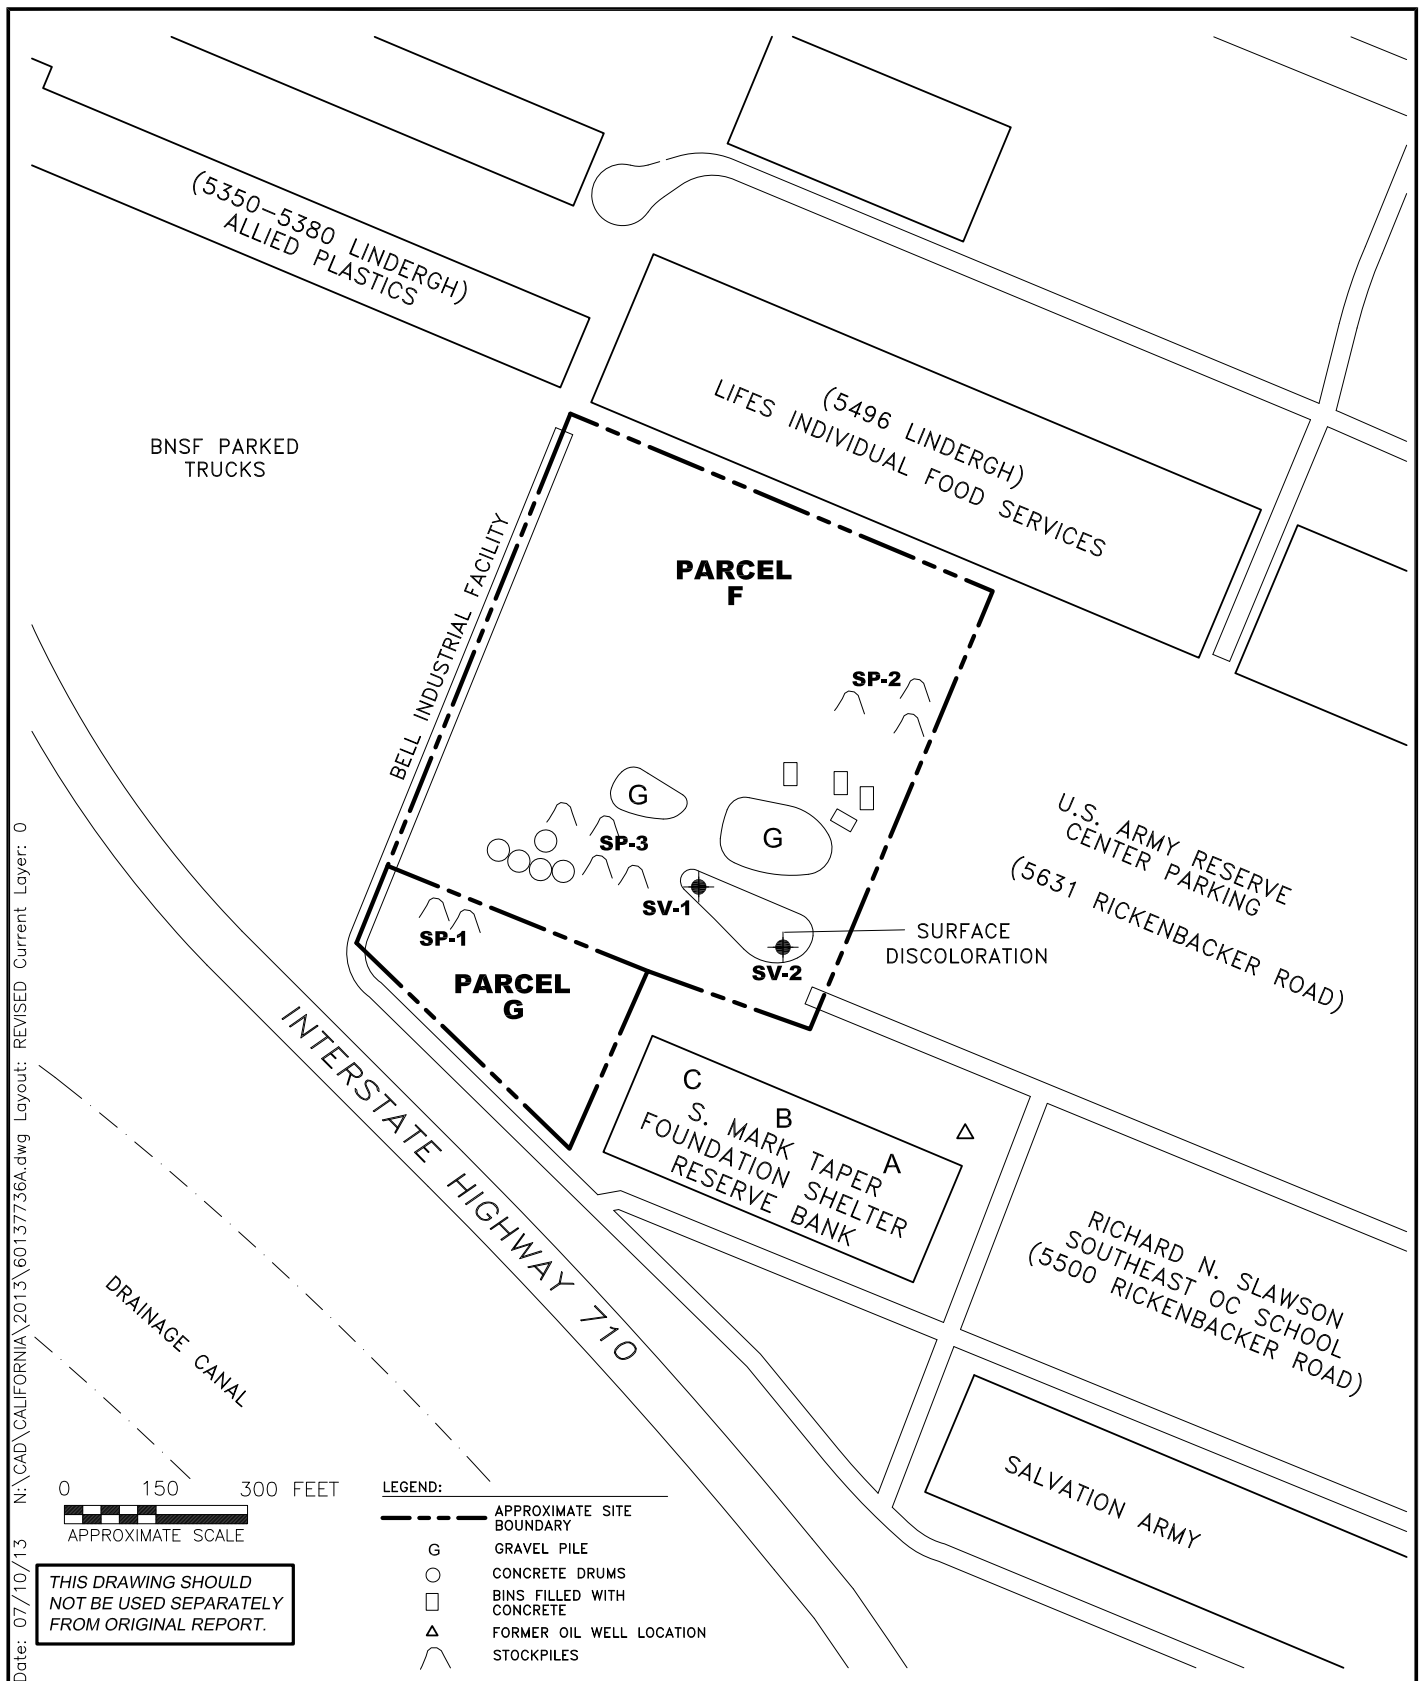 (5350-5380 LINDERGH)
ALLIED PLASTICS
(5496 LINDERGH)
LIFES INDIVIDUAL FOOD SERVICES
BNSF PARKED
TRUCKS
BELL INDUSTRIAL FACILITY
PARCEL
F
SP-2
G
G
SP-3
SV-1
SV-2
SURFACE
DISCOLORATION
U.S. ARMY RESERVE
CENTER PARKING
(5631 RICKENBACKER ROAD)
SP-1
PARCEL
G
INTERSTATE HIGHWAY 710
C
B
A
S. MARK TAPER
FOUNDATION SHELTER
RESERVE BANK
RICHARD N. SLAWSON
SOUTHEAST OC SCHOOL
(5500 RICKENBACKER ROAD)
DRAINAGE CANAL
SALVATION ARMY
0 150 300 FEET
APPROXIMATE SCALE
THIS DRAWING SHOULD
NOT BE USED SEPARATELY
FROM ORIGINAL REPORT.
LEGEND:
APPROXIMATE SITE
BOUNDARY
G GRAVEL PILE
CONCRETE DRUMS
BINS FILLED WITH
CONCRETE
FORMER OIL WELL LOCATION
STOCKPILES
Date: 07/10/13 N:\CAD\CALIFORNIA\2013\60137736A.dwg Layout: REVISED Current Layer: 0